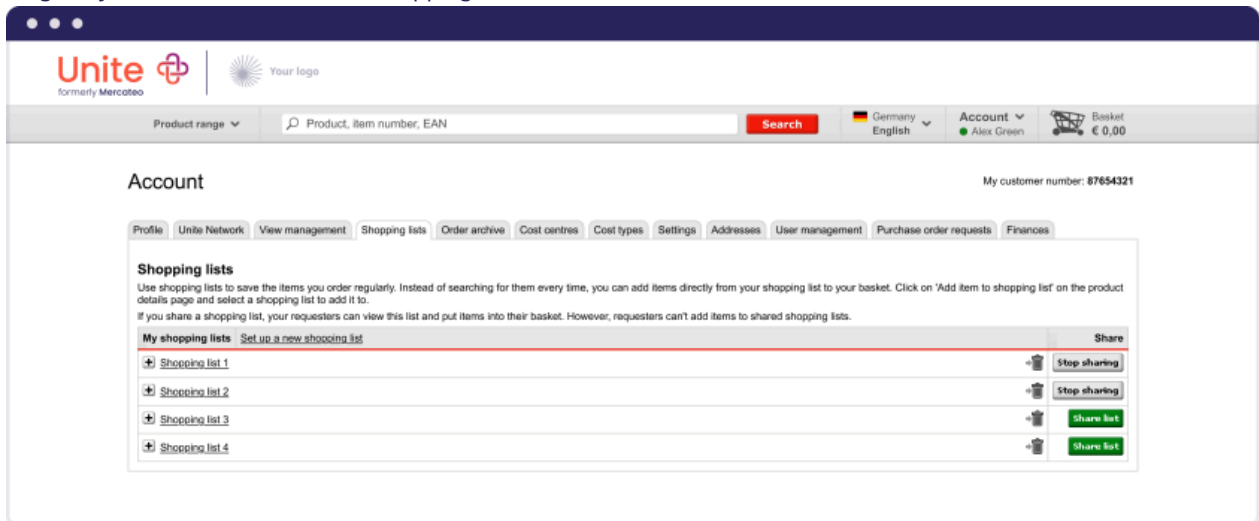 Unite
formerly Mercateo
Your logo
Product range
Product, item number, EAN
Search
Germany
English
Account
Alex Green
Basket
€ 0,00
Account
My customer number: 87654321
Profile Unite Network View management Shopping lists Order archive Cost centres Cost types Settings Addresses User management Purchase order requests Finances
Shopping lists
Use shopping lists to save the items you order regularly. Instead of searching for them every time, you can add items directly from your shopping list to your basket. Click on 'Add item to shopping list' on the product
details page and select a shopping list to add it to.
If you share a shopping list, your requesters can view this list and put items into their basket. However, requesters can't add items to shared shopping lists.
My shopping lists Set up a new shopping list Share
Shopping list 1 Stop sharing
Shopping list 2 Stop sharing
Shopping list 3 Share list
Shopping list 4 Share list